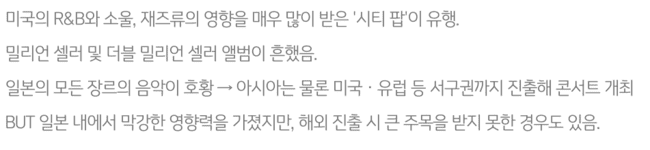 미국의 R&B와 소울, 재즈류의 영향을 매우 많이 받은 '시티 팝'이 유행.
밀리언 셀러 및 더블 밀리언 셀러 앨범이 흔했음.
일본의 모든 장르의 음악이 호황 → 아시아는 물론 미국 · 유럽 등 서구권까지 진출해 콘서트 개최
BUT 일본 내에서 막강한 영향력을 가졌지만, 해외 진출 시 큰 주목을 받지 못한 경우도 있음.